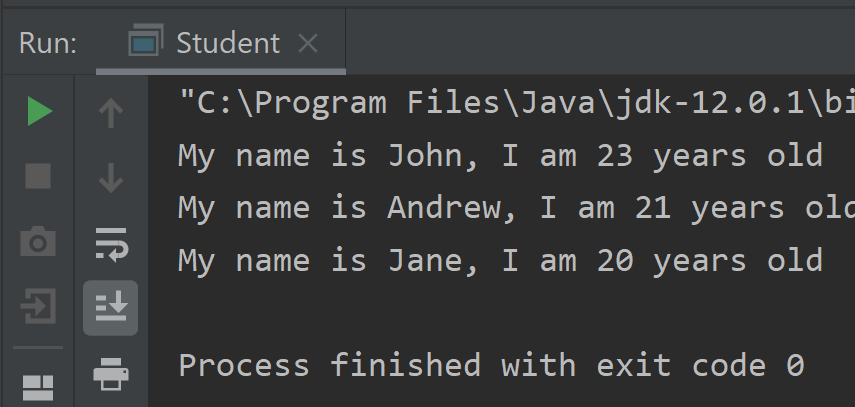 Run: Student
"C:\Program Files\Java\jdk-12.0.1\bi
My name is John, I am 23 years old
My name is Andrew, I am 21 years old
My name is Jane, I am 20 years old
Process finished with exit code 0